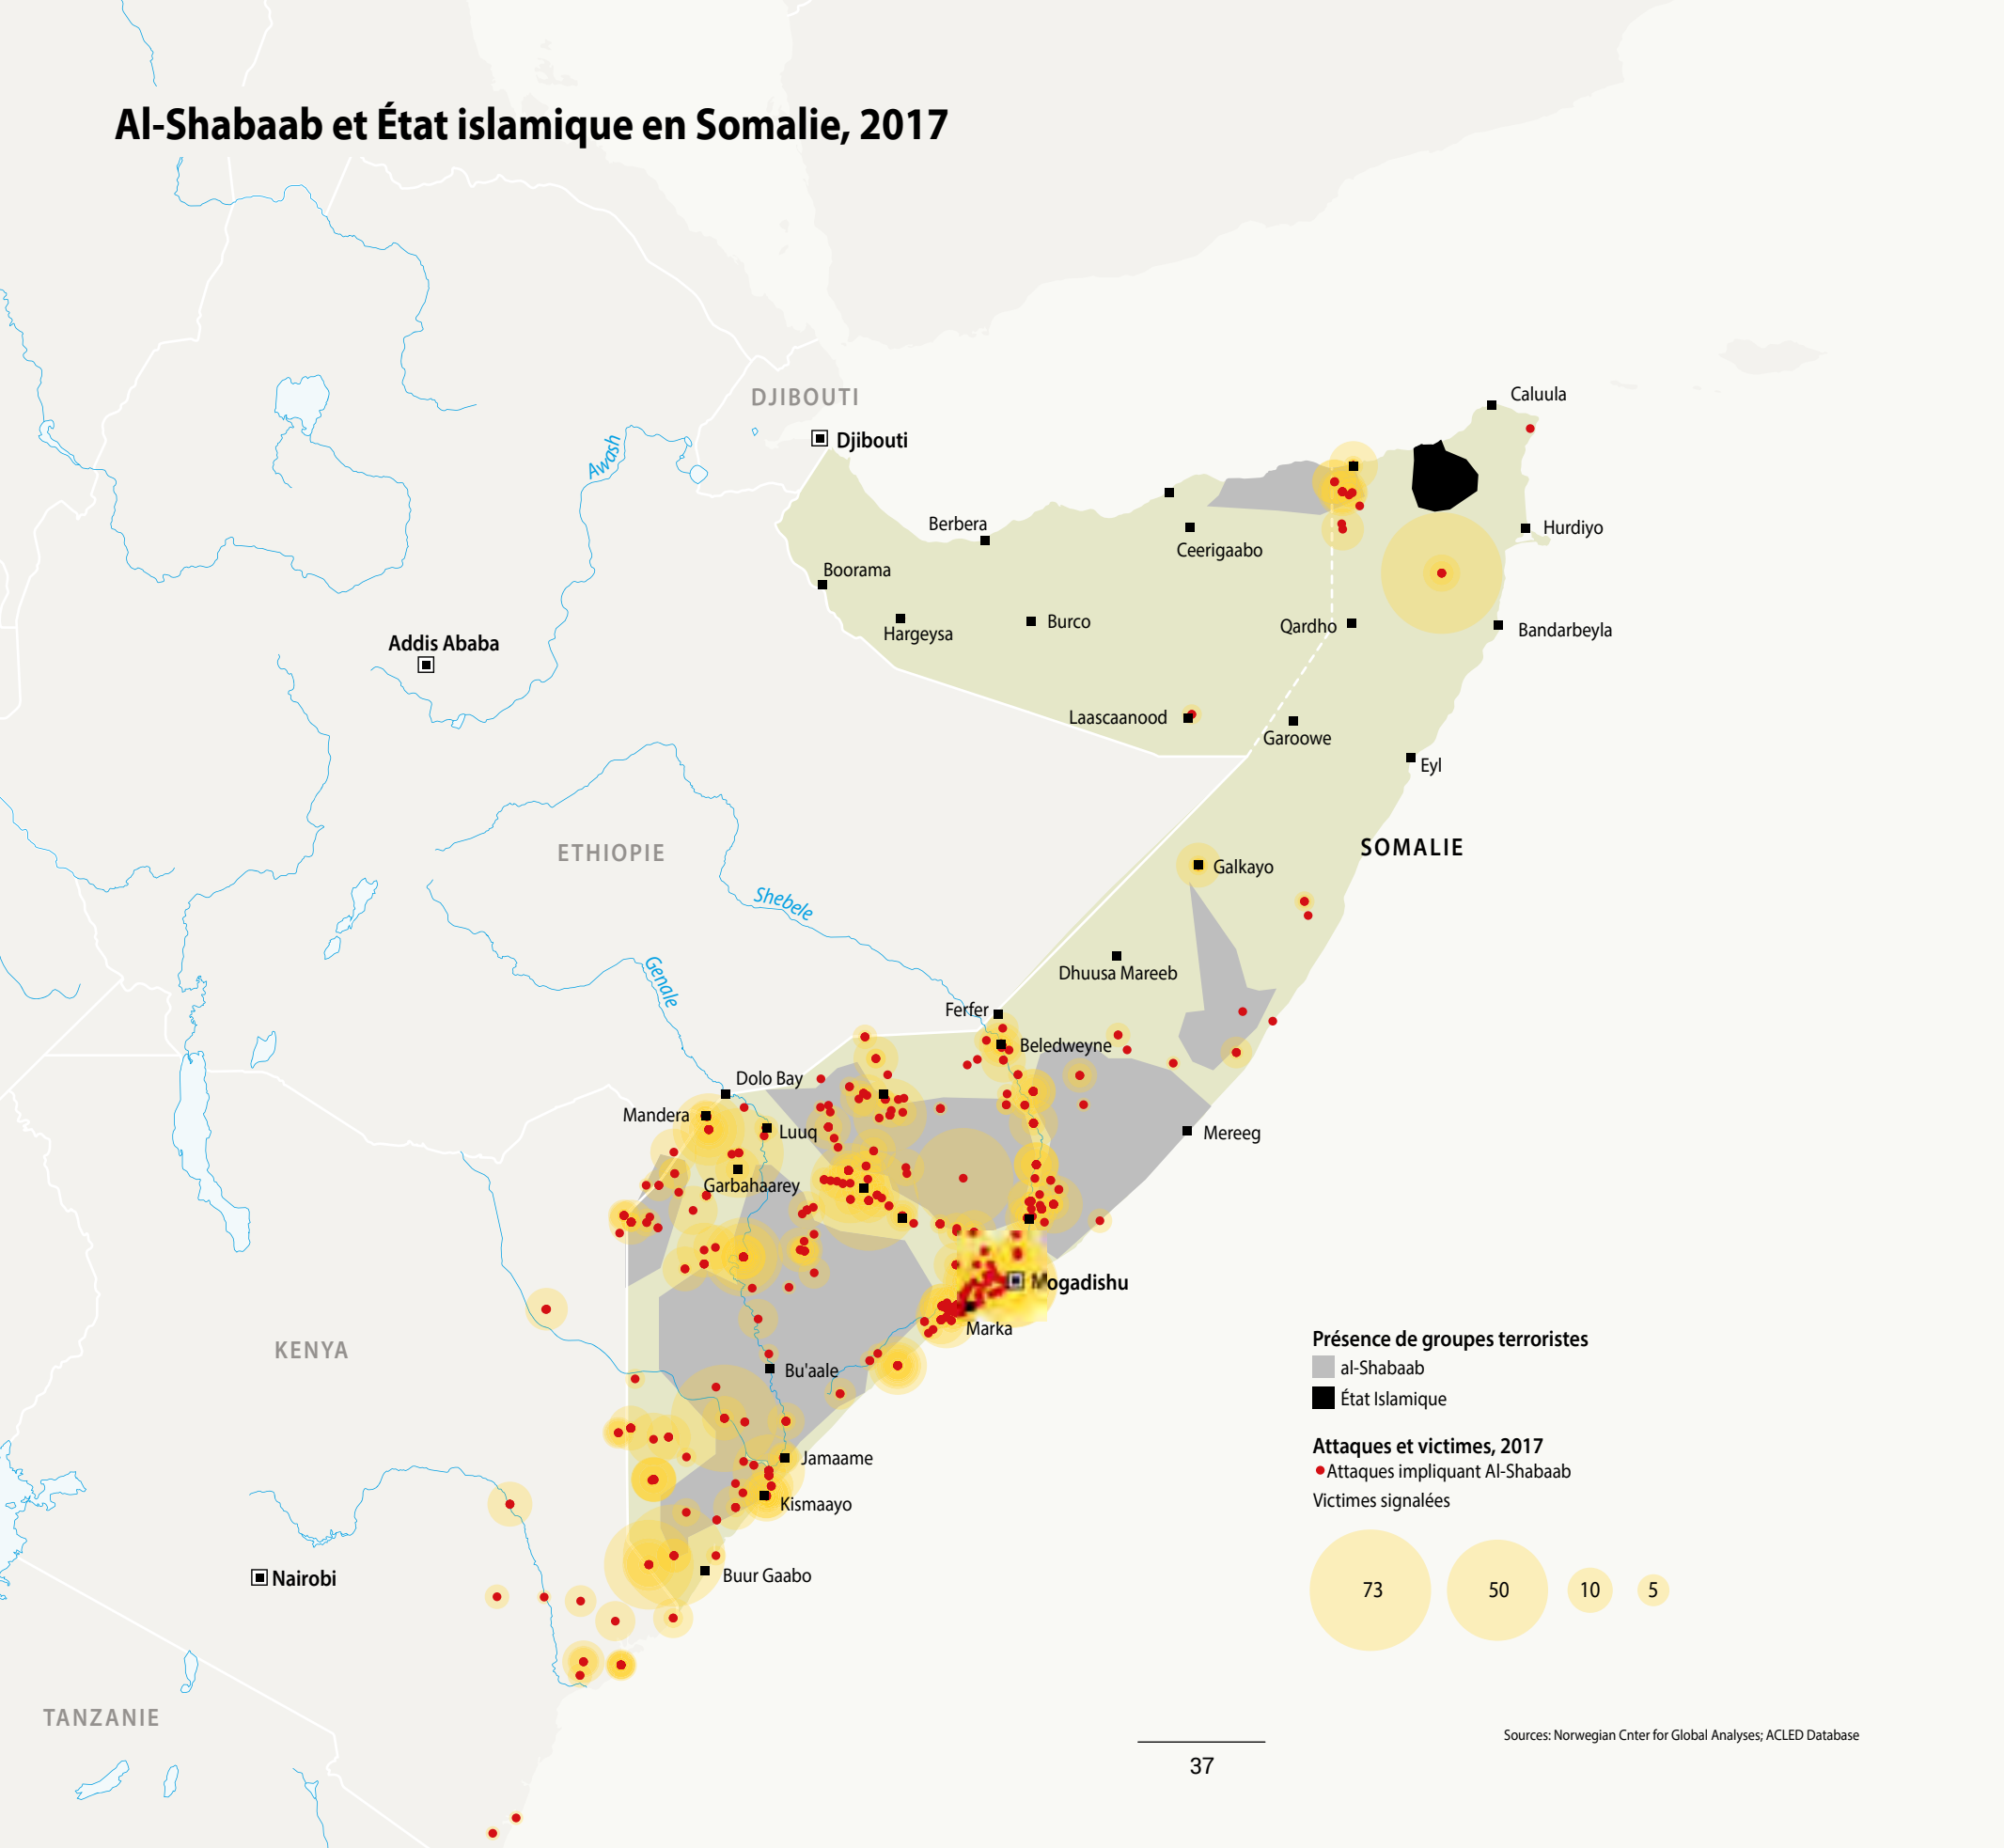 Al-Shabaab et État islamique en Somalie, 2017
DJIBOUTI
Djibouti
Caluula
Awash
Berbera
Ceerigaabo
Hurdiyo
Boorama
Hargeysa
Burco
Qardho
Bandarbeyla
Addis Ababa
Laascaanood
Garoowe
Eyl
ETHIOPIE
SOMALIE
Shebele
Galkayo
Genale
Dhuusa Mareeb
Ferfer
Beledweyne
Dolo Bay
Mandera
Luuq
Mereeg
Garbahaarey
Mogadishu
Marka
KENYA
Bu'aale
Jamaame
Kismaayo
Nairobi
Buur Gaabo
TANZANIE
Présence de groupes terroristes
al-Shabaab
État Islamique
Attaques et victimes, 2017
Attaques impliquant Al-Shabaab
Victimes signalées
73 50 10 5
Sources: Norwegian Cnter for Global Analyses; ACLED Database
37